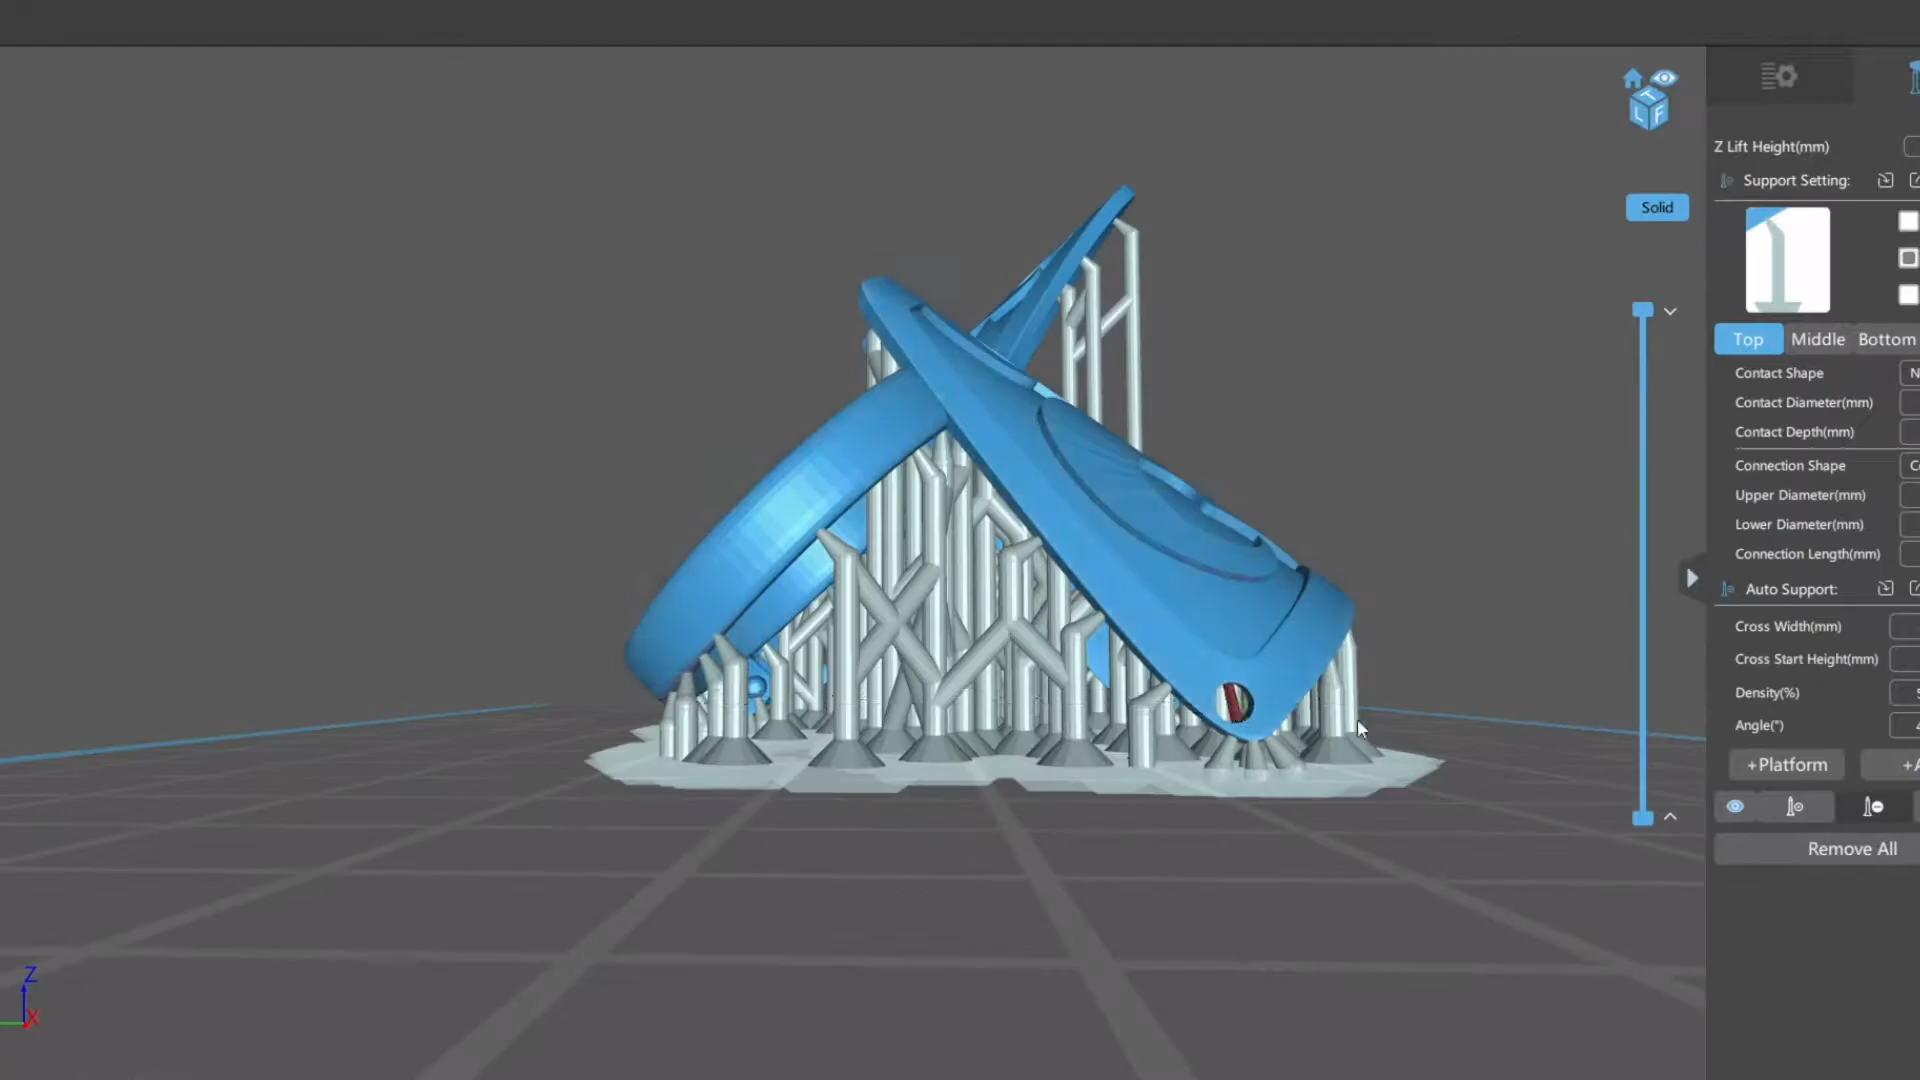 T
L F
Z Lift Height(mm)
Support Setting:
Solid
Top Middle Bottom
Contact Shape
Contact Diameter(mm)
Contact Depth(mm)
Connection Shape
Upper Diameter(mm)
Lower Diameter(mm)
Connection Length(mm)
Auto Support:
Cross Width(mm)
Cross Start Height(mm)
Density(%)
Angle(°)
+Platform
Remove All
Z
X